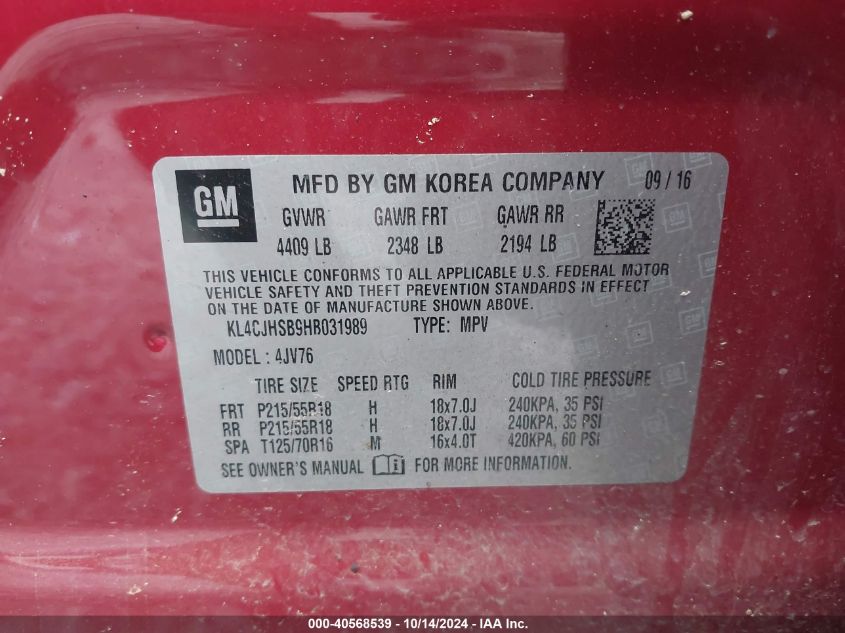 GM
MFD BY GM KOREA COMPANY 09 / 16
GVWR GAWR FRT GAWR RR
4409 LB 2348 LB 2194 LB
THIS VEHICLE CONFORMS TO ALL APPLICABLE U.S. FEDERAL MOTOR
VEHICLE SAFETY AND THEFT PREVENTION STANDARDS IN EFFECT
ON THE DATE OF MANUFACTURE SHOWN ABOVE.
KL4CJHSB9HB031989 TYPE: MPV
MODEL : 4JV76
TIRE SIZE SPEED RTG RIM COLD TIRE PRESSURE
FRT P215/55R18 H 18x7.0J 240KPA, 35 PSI
RR P215/55R18 H 18x7.0J 240KPA, 35 PSI
SPA T125/70R16 M 16x4.0T 420KPA, 60 PSI
SEE OWNER'S MANUAL FOR MORE INFORMATION.
000-40568539 - 10/14/2024 - IAA Inc.